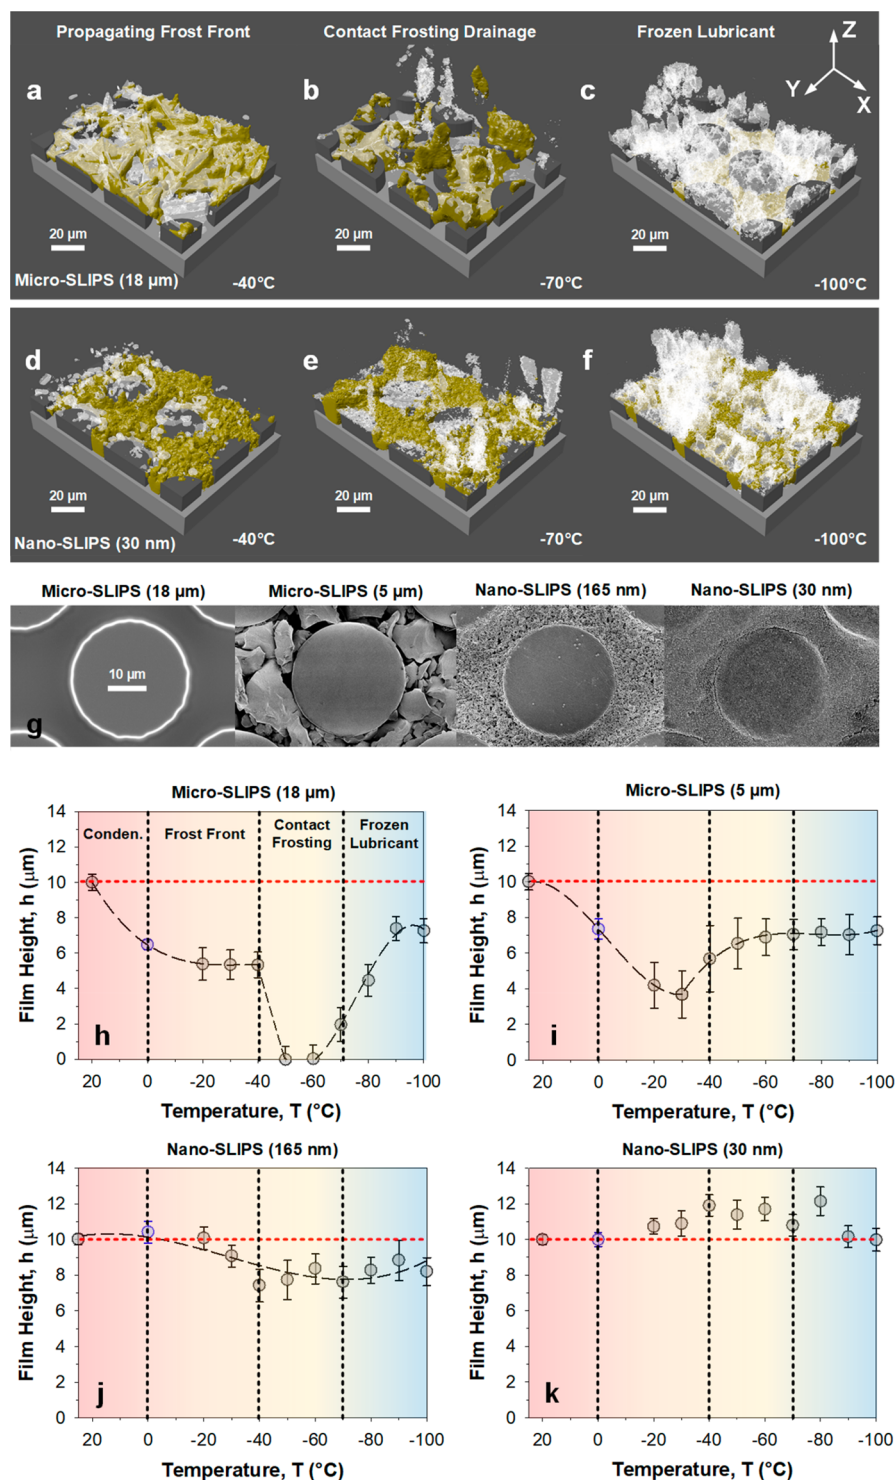 Propagating Frost Front Contact Frosting Drainage Frozen Lubricant
a b c Z Y X
20 µm 20 µm 20 µm
Micro-SLIPS (18 µm) -40°C -70°C -100°C
d e f
20 µm 20 µm 20 µm
Nano-SLIPS (30 nm) -40°C -70°C -100°C
Micro-SLIPS (18 µm) Micro-SLIPS (5 µm) Nano-SLIPS (165 nm) Nano-SLIPS (30 nm)
10 µm
g
Micro-SLIPS (18 µm)
14
12
10
8
6
4
2
0
Film Height, h (µm)
Conden. Frost Front Contact Frosting Frozen Lubricant
h
20 0 -20 -40 -60 -80 -100
Temperature, T (°C)
Micro-SLIPS (5 µm)
14
12
10
8
6
4
2
0
Film Height, h (µm)
i
20 0 -20 -40 -60 -80 -100
Temperature, T (°C)
Nano-SLIPS (165 nm)
14
12
10
8
6
4
2
0
Film Height, h (µm)
j
20 0 -20 -40 -60 -80 -100
Temperature, T (°C)
Nano-SLIPS (30 nm)
14
12
10
8
6
4
2
0
Film Height, h (µm)
k
20 0 -20 -40 -60 -80 -100
Temperature, T (°C)